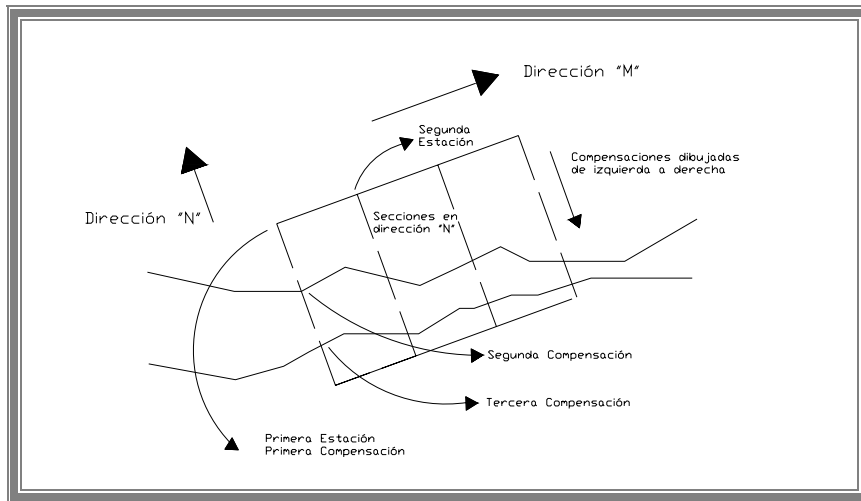 Dirección "M"
Segunda
Estación
Compensaciones dibujadas
de izquierda a derecha
Dirección "N"
Secciones en
dirección "N"
Segunda Compensación
Tercera Compensación
Primera Estación
Primera Compensación